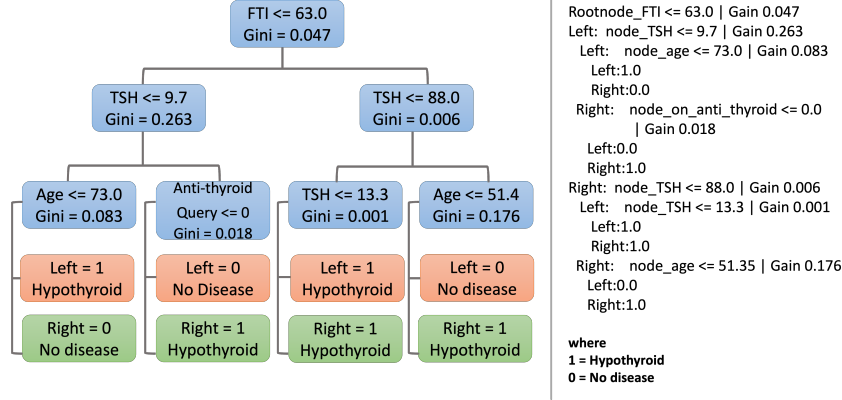 FTI <= 63.0
Gini = 0.047
TSH <= 9.7
Gini = 0.263
TSH <= 88.0
Gini = 0.006
Age <= 73.0
Gini = 0.083
Anti-thyroid
Query <= 0
Gini = 0.018
TSH <= 13.3
Gini = 0.001
Age <= 51.4
Gini = 0.176
Left = 1
Hypothyroid
Left = 0
No Disease
Left = 1
Hypothyroid
Left = 0
No disease
Right = 0
No disease
Right = 1
Hypothyroid
Right = 1
Hypothyroid
Right = 1
Hypothyroid
Rootnode_FTI <= 63.0 | Gain 0.047
Left: node_TSH <= 9.7 | Gain 0.263
Left: node_age <= 73.0 | Gain 0.083
Left:1.0
Right:0.0
Right: node_on_anti_thyroid <= 0.0
| Gain 0.018
Left:0.0
Right:1.0
Right: node_TSH <= 88.0 | Gain 0.006
Left: node_TSH <= 13.3 | Gain 0.001
Left:1.0
Right:1.0
Right: node_age <= 51.35 | Gain 0.176
Left:0.0
Right:1.0
where
1 = Hypothyroid
0 = No disease